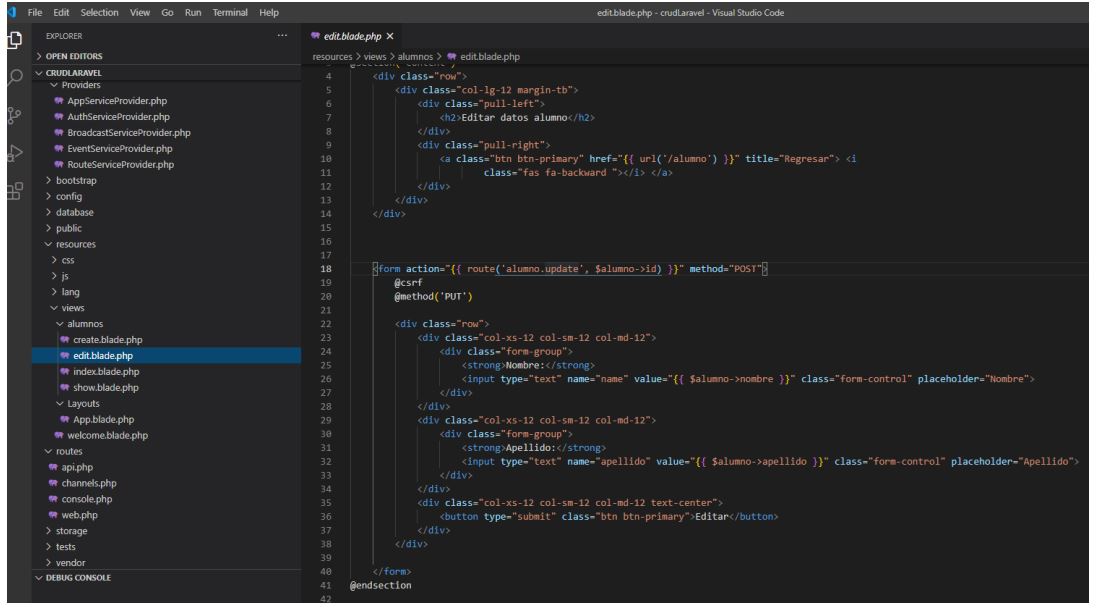 File Edit Selection View Go Run Terminal Help
edit.blade.php - crudLaravel - Visual Studio Code
EXPLORER ...
OPEN EDITORS
CRUDLARAVEL
Providers
AppServiceProvider.php
AuthServiceProvider.php
BroadcastServiceProvider.php
EventServiceProvider.php
RouteServiceProvider.php
bootstrap
config
database
public
resources
css
js
lang
views
alumnos
create.blade.php
edit.blade.php
index.blade.php
show.blade.php
Layouts
App.blade.php
welcome.blade.php
routes
api.php
channels.php
console.php
web.php
storage
tests
vendor
DEBUG CONSOLE
edit.blade.php
resources > views > alumnos > edit.blade.php
3 @section('content')
4 <div class="row">
5 <div class="col-lg-12 margin-tb">
6 <div class="pull-left">
7 <h2>Editar datos alumno</h2>
8 </div>
9 <div class="pull-right">
10 <a class="btn btn-primary" href="{{ url('/alumno') }}" title="Regresar"> <i
11 class="fas fa-backward "></i> </a>
12 </div>
13 </div>
14 </div>
15
16
17
18 <form action="{{ route('alumno.update', $alumno->id) }}" method="POST">
19 @csrf
20 @method('PUT')
21
22 <div class="row">
23 <div class="col-xs-12 col-sm-12 col-md-12">
24 <div class="form-group">
25 <strong>Nombre:</strong>
26 <input type="text" name="name" value="{{ $alumno->nombre }}" class="form-control" placeholder="Nombre">
27 </div>
28 </div>
29 <div class="col-xs-12 col-sm-12 col-md-12">
30 <div class="form-group">
31 <strong>Apellido:</strong>
32 <input type="text" name="apellido" value="{{ $alumno->apellido }}" class="form-control" placeholder="Apellido">
33 </div>
34 </div>
35 <div class="col-xs-12 col-sm-12 col-md-12 text-center">
36 <button type="submit" class="btn btn-primary">Editar</button>
37 </div>
38 </div>
39
40 </form>
41 @endsection
42